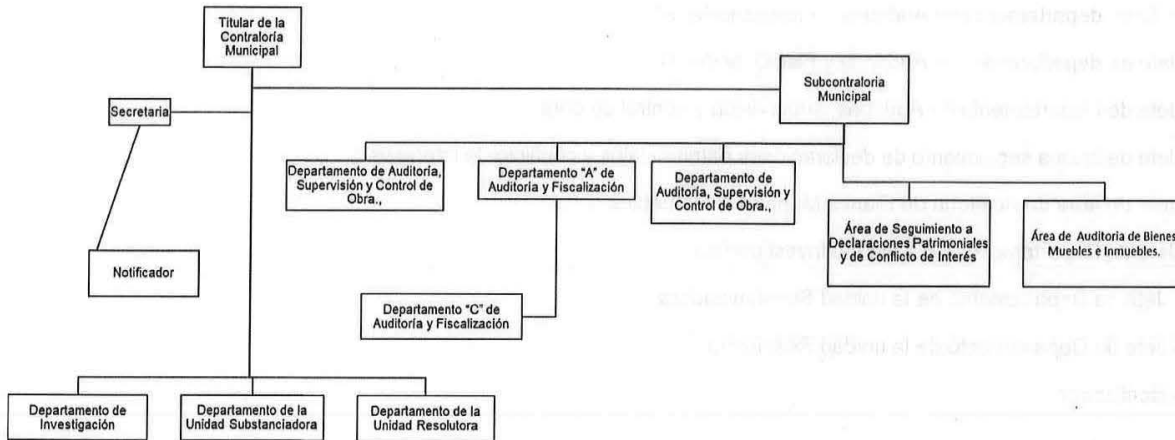 Titular de la
Contraloría
Municipal
Subcontraloria
Municipal
Secretaria
Departamento de Auditoría,
Supervisión y Control de
Obra.,
Departamento "A" de
Auditoría y Fiscalización
Departamento de
Auditoría, Supervisión y
Control de Obra.,
Área de Seguimiento a
Declaraciones Patrimoniales
y de Conflicto de Interés
Área de Auditoria de Bienes
Muebles e Inmuebles.
Notificador
Departamento "C" de
Auditoría y Fiscalización
Departamento de
Investigación
Departamento de la
Unidad Substanciadora
Departamento de la
Unidad Resolutora